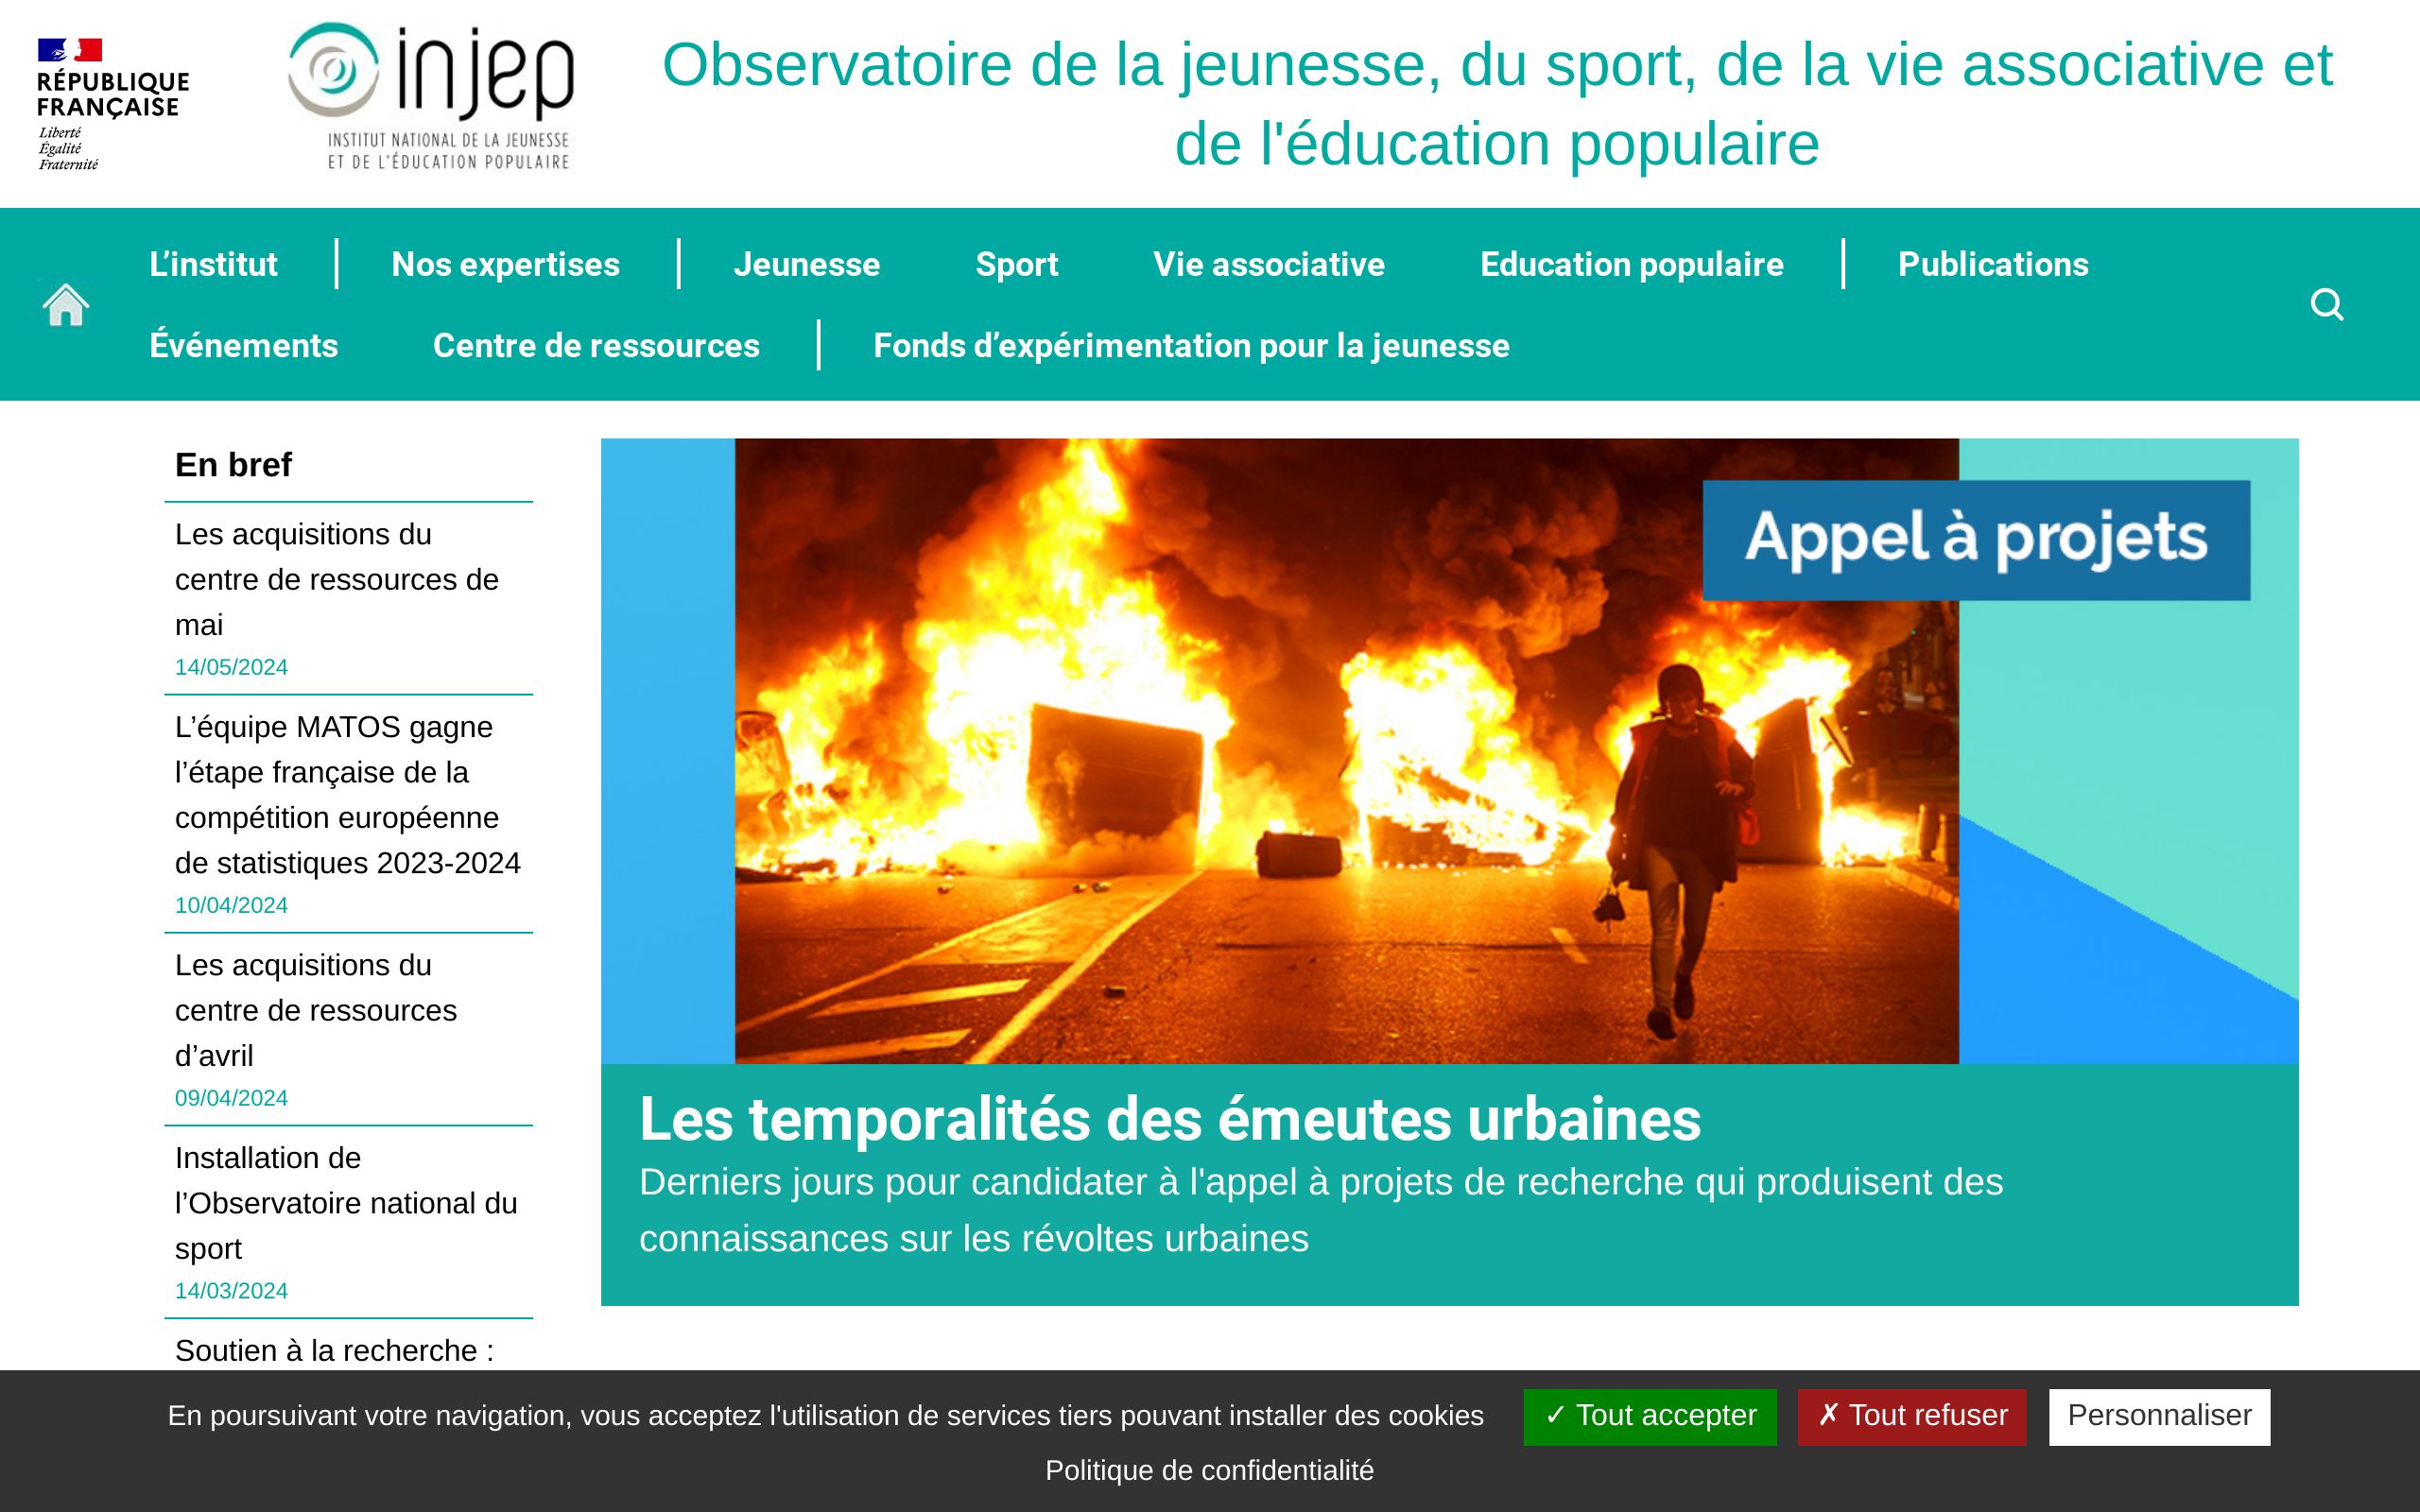 RÉPUBLIQUE
FRANÇAISE
Liberté
Égalité
Fraternité
injep
INSTITUT NATIONAL DE LA JEUNESSE
ET DE L'ÉDUCATION POPULAIRE
Observatoire de la jeunesse, du sport, de la vie associative et
de l'éducation populaire
L’institut Nos expertises Jeunesse Sport Vie associative Education populaire Publications
Événements Centre de ressources Fonds d’expérimentation pour la jeunesse
En bref
Les acquisitions du
centre de ressources de
mai
14/05/2024
L’équipe MATOS gagne
l’étape française de la
compétition européenne
de statistiques 2023-2024
10/04/2024
Les acquisitions du
centre de ressources
d’avril
09/04/2024
Installation de
l’Observatoire national du
sport
14/03/2024
Soutien à la recherche :
Appel à projets
Les temporalités des émeutes urbaines
Derniers jours pour candidater à l'appel à projets de recherche qui produisent des
connaissances sur les révoltes urbaines
En poursuivant votre navigation, vous acceptez l'utilisation de services tiers pouvant installer des cookies
✓ Tout accepter
✗ Tout refuser
Personnaliser
Politique de confidentialité